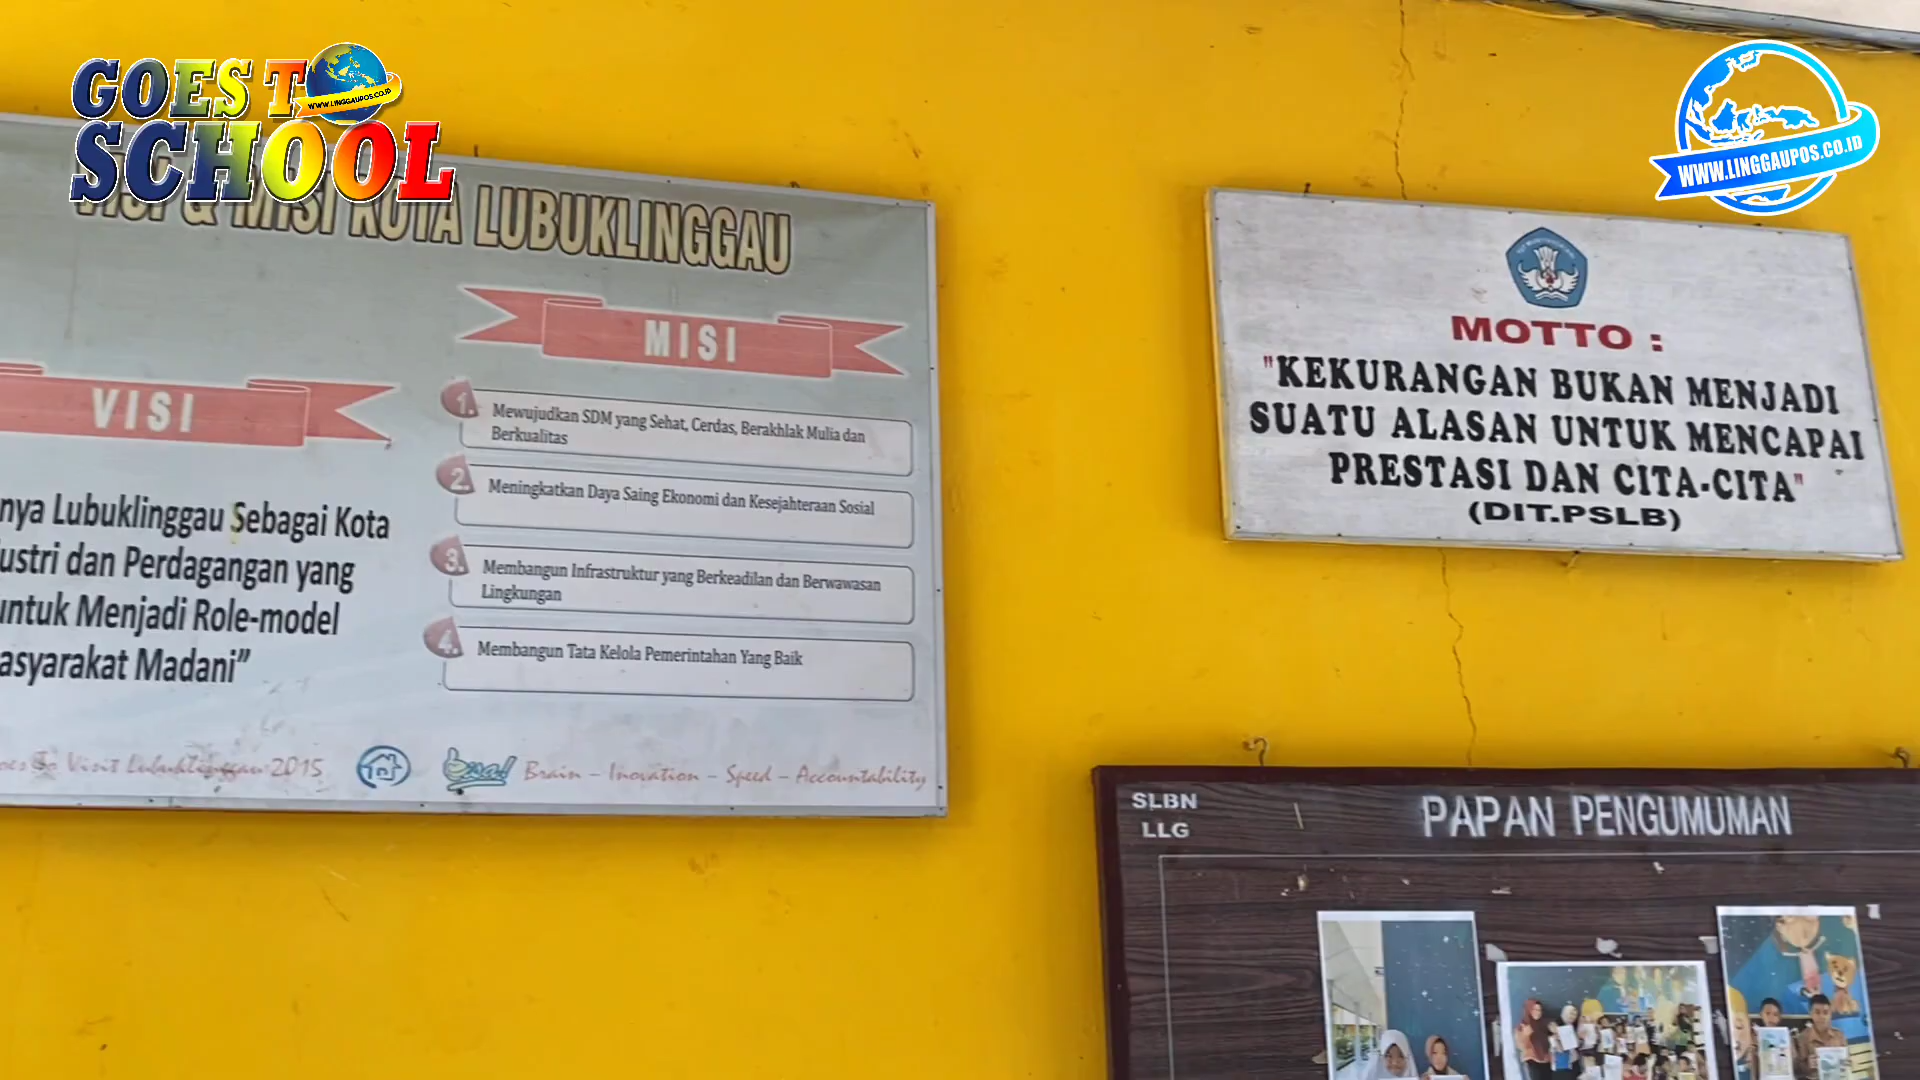 GOES TO
WWW.LINGGAUPOS.CO.ID
SCHOOL
WWW.LINGGAUPOS.CO.ID
VISI & MISI KOTA LUBUKLINGGAU
VISI
nya Lubuklinggau Sebagai Kota
ustri dan Perdagangan yang
untuk Menjadi Role-model
asyarakat Madani”
MISI
1. Mewujudkan SDM yang Sehat, Cerdas, Berakhlak Mulia dan
Berkualitas
2. Meningkatkan Daya Saing Ekonomi dan Kesejahteraan Sosial
3. Membangun Infrastruktur yang Berkeadilan dan Berwawasan
Lingkungan
4. Membangun Tata Kelola Pemerintahan Yang Baik
Visit Lubuklinggau 2015
Brain – Inovation – Speed – Accountability
MOTTO :
"KEKURANGAN BUKAN MENJADI
SUATU ALASAN UNTUK MENCAPAI
PRESTASI DAN CITA-CITA"
(DIT.PSLB)
SLBN
LLG
PAPAN PENGUMUMAN